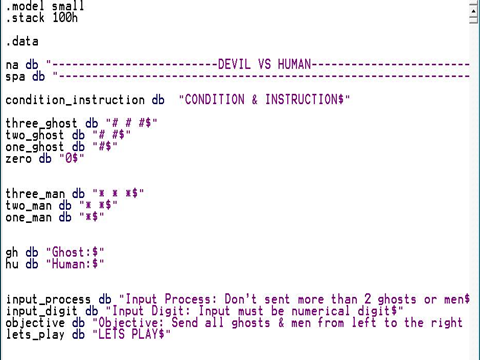 .model small
.stack 100h
.data
na db "-------------------------DEVIL VS HUMAN------------------------
spa db "---------------------------------------------------------------
condition_instruction db  "CONDITION & INSTRUCTION$"
three_ghost db "# # #$"
two_ghost db "# #$"
one_ghost db "#$"
zero db "0$"
three_man db "* * *$"
two_man db "* *$"
one_man db "*$"
gh db "Ghost:$"
hu db "Human:$"
input_process db "Input Process: Don't sent more than 2 ghosts or men$
input_digit db "Input Digit: Input must be numerical digit$"
objective db "Objective: Send all ghosts & men from left to the right
lets_play db "LETS PLAY$"